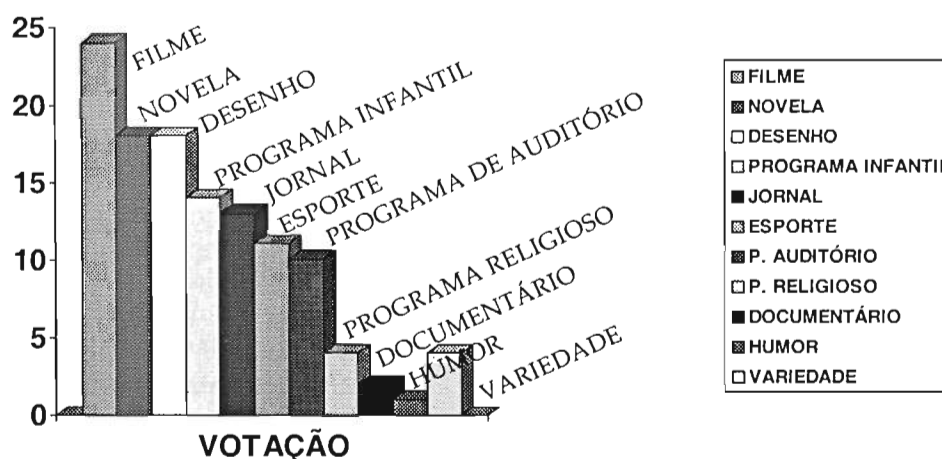 25
20
15
10
5
0
FILME
NOVELA
DESENHO
PROGRAMA INFANTIL
JORNAL
ESPORTE
PROGRAMA DE AUDITÓRIO
PROGRAMA RELIGIOSO
DOCUMENTÁRIO
HUMOR
VARIEDADE
VOTAÇÃO
FILME
NOVELA
DESENHO
PROGRAMA INFANTIL
JORNAL
ESPORTE
P. AUDITÓRIO
P. RELIGIOSO
DOCUMENTÁRIO
HUMOR
VARIEDADE